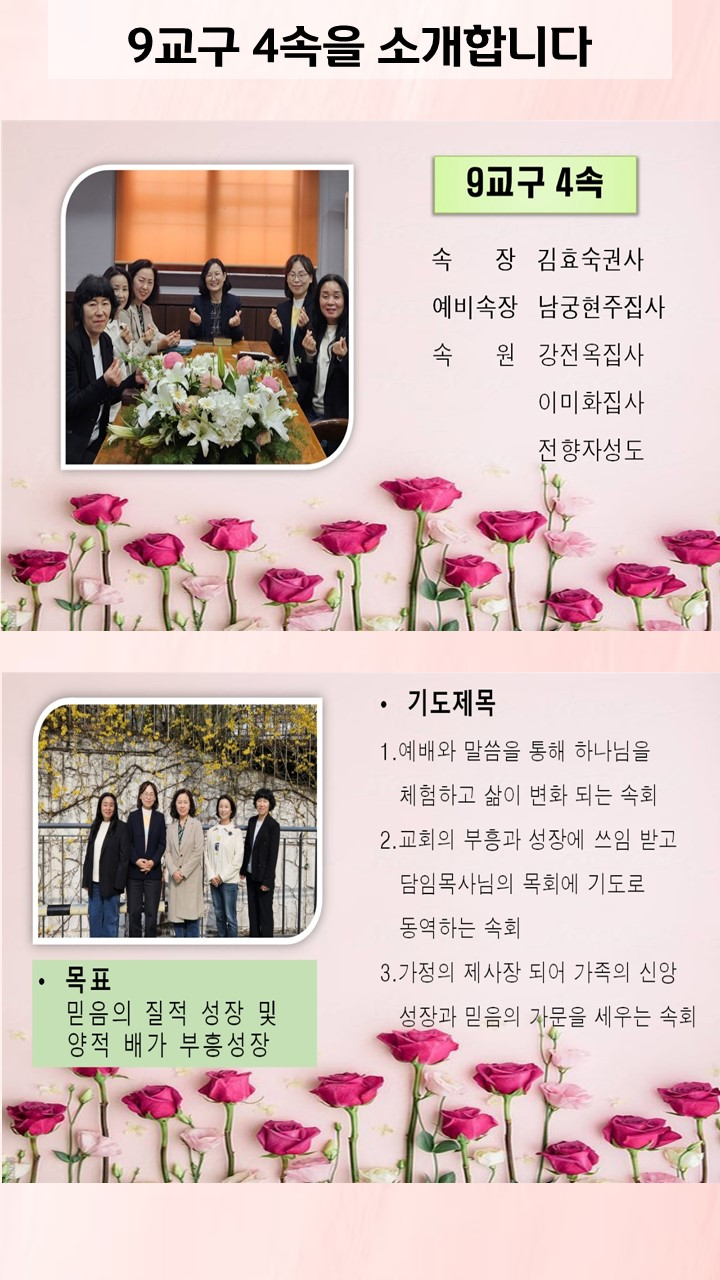 9교구 4속을 소개합니다
9교구 4속
속 장 김효숙권사
예비속장 남궁현주집사
속 원 강전옥집사
이미화집사
전향자성도
• 기도제목
1.예배와 말씀을 통해 하나님을
체험하고 삶이 변화 되는 속회
2.교회의 부흥과 성장에 쓰임 받고
담임목사님의 목회에 기도로
동역하는 속회
3.가정의 제사장 되어 가족의 신앙
성장과 믿음의 가문을 세우는 속회
• 목표
믿음의 질적 성장 및
양적 배가 부흥성장